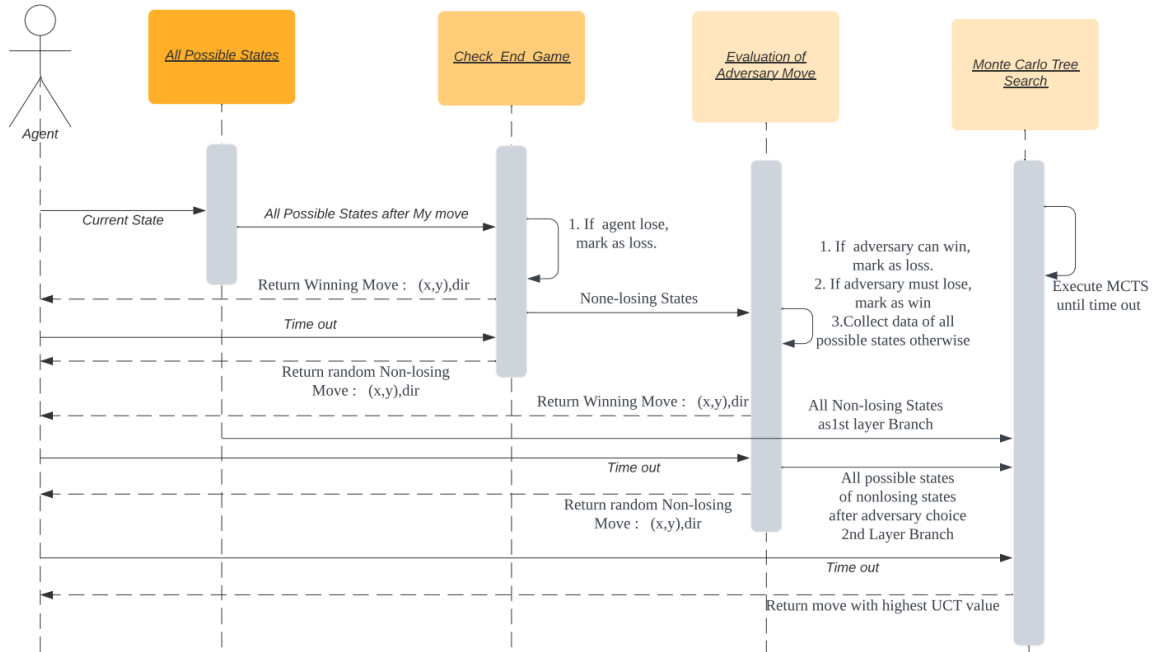 All Possible States
Check End Game
Evaluation of
Adversary Move
Monte Carlo Tree
Search
Agent
Current State
All Possible States after My move
1. If agent lose,
mark as loss.
1. If adversary can win,
mark as loss.
2. If adversary must lose,
mark as win
3.Collect data of all
possible states otherwise
Execute MCTS
until time out
Return Winning Move : (x,y),dir
None-losing States
Time out
Return random Non-losing
Move : (x,y),dir
Return Winning Move : (x,y),dir
All Non-losing States
as1st layer Branch
Time out
All possible states
of nonlosing states
after adversary choice
2nd Layer Branch
Return random Non-losing
Move : (x,y),dir
Time out
Return move with highest UCT value